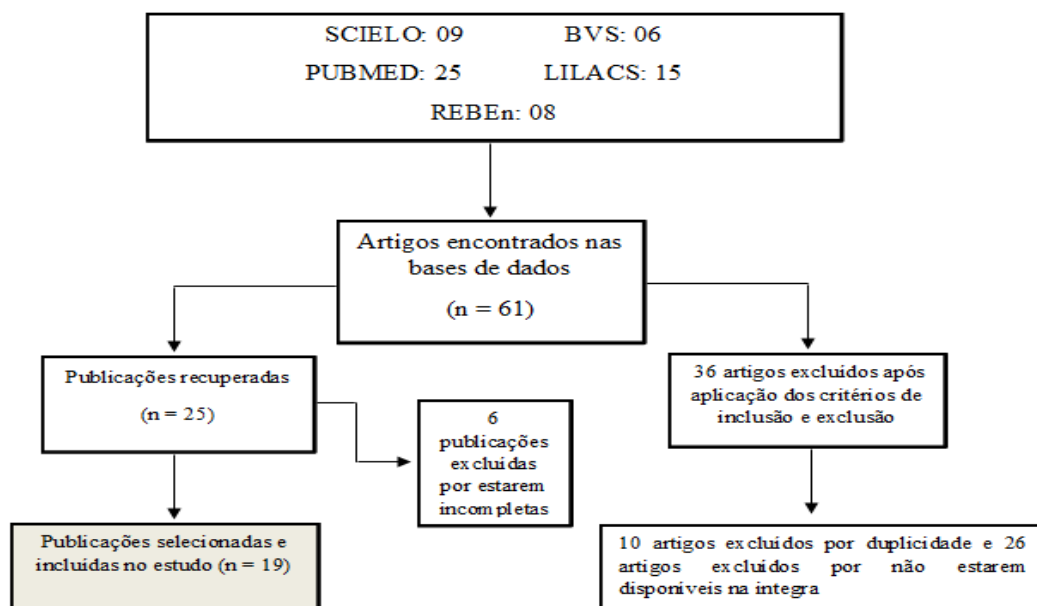 SCIELO: 09 BVS: 06
PUBMED: 25 LILACS: 15
REBEn: 08
Artigos encontrados nas
bases de dados
(n = 61)
Publicações recuperadas
(n = 25)
6
publicações
excluídas
por estarem
incompletas
36 artigos excluídos após
aplicação dos critérios de
inclusão e exclusão
Publicações selecionadas e
incluídas no estudo (n = 19)
10 artigos excluídos por duplicidade e 26
artigos excluídos por não estarem
disponíveis na integra